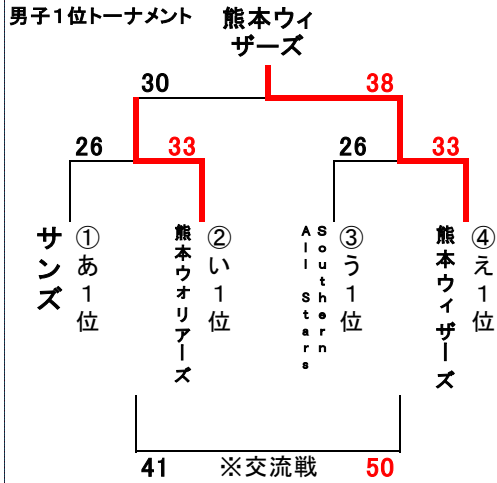 男子１位トーナメント
熊本ウィ
ザーズ
30
38
26
33
26
33
サンズ
①あ１位
熊本ウォリアーズ
②い１位
Southern
All Stars
③う１位
熊本ウィザーズ
④え１位
41
※交流戦
50